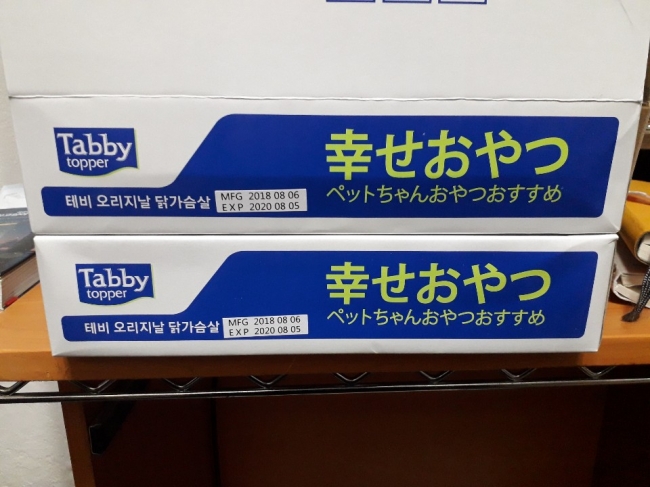 Tabby
topper
幸せおやつ
ペットちゃんおやつおすすめ
테비 오리지날 닭가슴살
MFG 2018 08 06
EXP 2020 08 05
Tabby
topper
幸せおやつ
ペットちゃんおやつおすすめ
테비 오리지날 닭가슴살
MFG 2018 08 06
EXP 2020 08 05